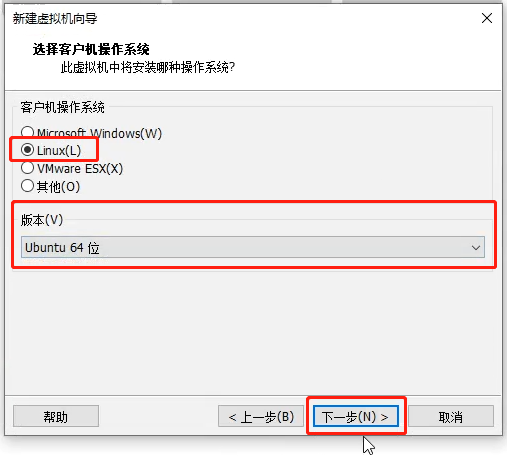 新建虚拟机向导
选择客户机操作系统
此虚拟机中将安装哪种操作系统?
客户机操作系统
Microsoft Windows(W)
Linux(L)
VMware ESX(X)
其他(O)
版本(V)
Ubuntu 64 位
帮助
< 上一步(B)
下一步(N) >
取消